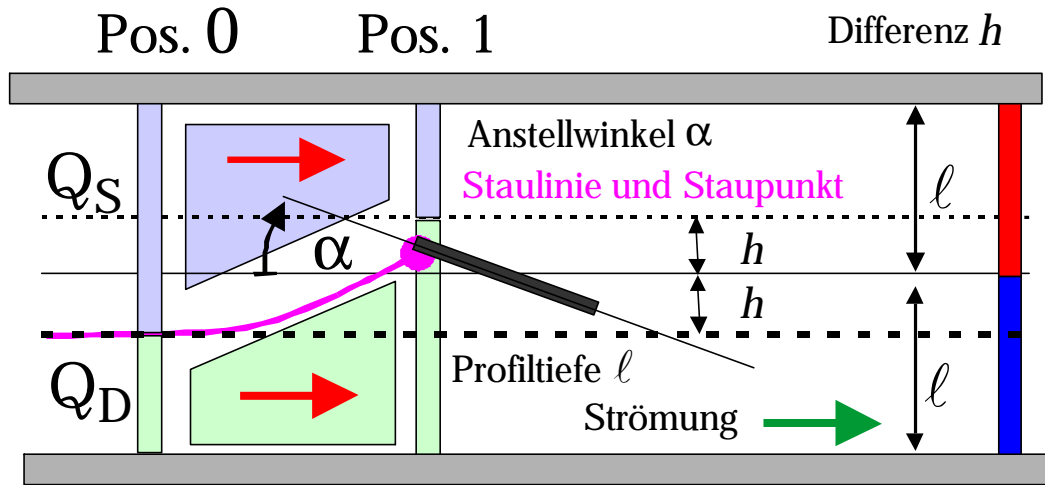 Pos. 0 Pos. 1 Differenz h
Anstellwinkel α
Q_S Staulinie und Staupunkt ℓ
α h
h
Q_D Profiltiefe ℓ ℓ
Strömung